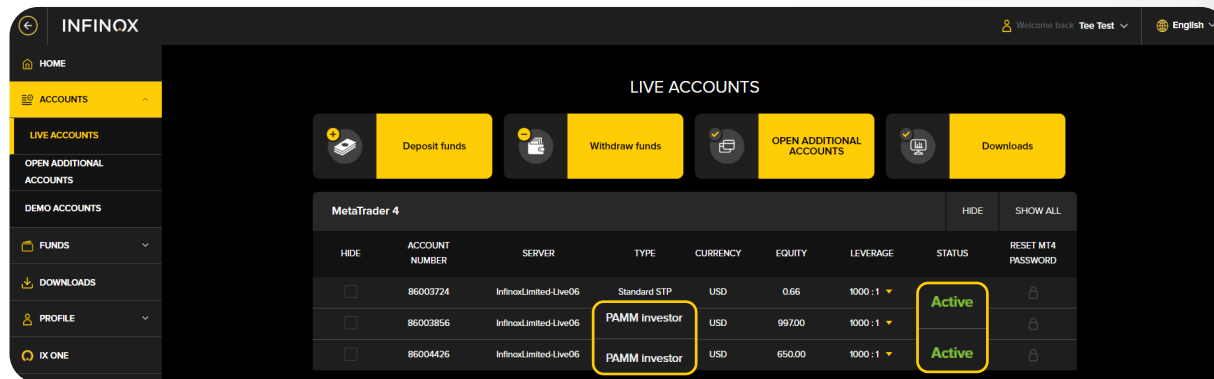 INFINOX
Welcome back Tee Test
English
HOME
ACCOUNTS
LIVE ACCOUNTS
OPEN ADDITIONAL
ACCOUNTS
DEMO ACCOUNTS
FUNDS
DOWNLOADS
PROFILE
IX ONE
LIVE ACCOUNTS
Deposit funds
Withdraw funds
OPEN ADDITIONAL
ACCOUNTS
Downloads
MetaTrader 4 HIDE SHOW ALL
HIDE ACCOUNT NUMBER SERVER TYPE CURRENCY EQUITY LEVERAGE STATUS RESET MT4 PASSWORD
86003724 InfinoxLimited-Live06 Standard STP USD 0.66 1000 : 1 Active
86003856 InfinoxLimited-Live06 PAMM investor USD 997.00 1000 : 1
86004426 InfinoxLimited-Live06 PAMM investor USD 650.00 1000 : 1 Active